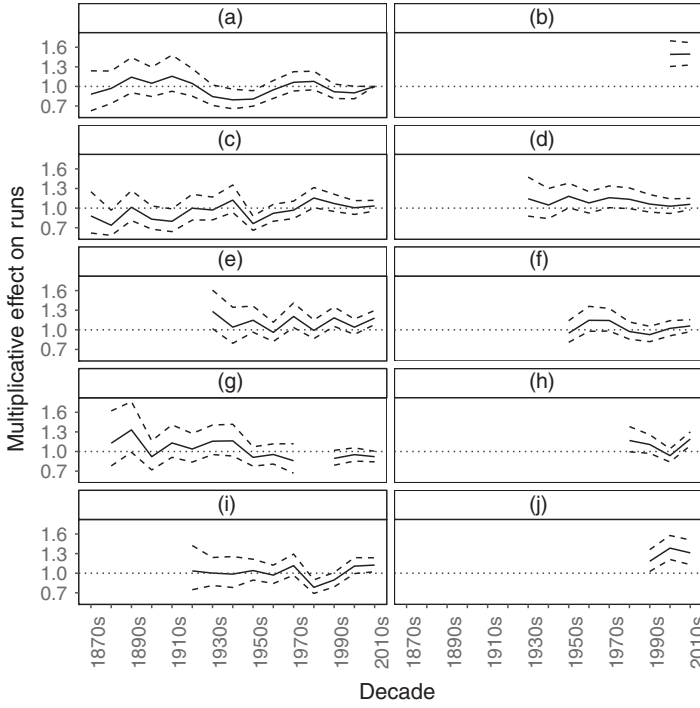 (a)
(b)
1.6
1.3
1.0
0.7
(c)
(d)
1.6
1.3
1.0
0.7
(e)
(f)
1.6
1.3
1.0
0.7
(g)
(h)
1.6
1.3
1.0
0.7
(i)
(j)
1.6
1.3
1.0
0.7
Multiplicative effect on runs
1870s
1890s
1910s
1930s
1950s
1970s
1990s
2010s
1870s
1890s
1910s
1930s
1950s
1970s
1990s
2010s
Decade